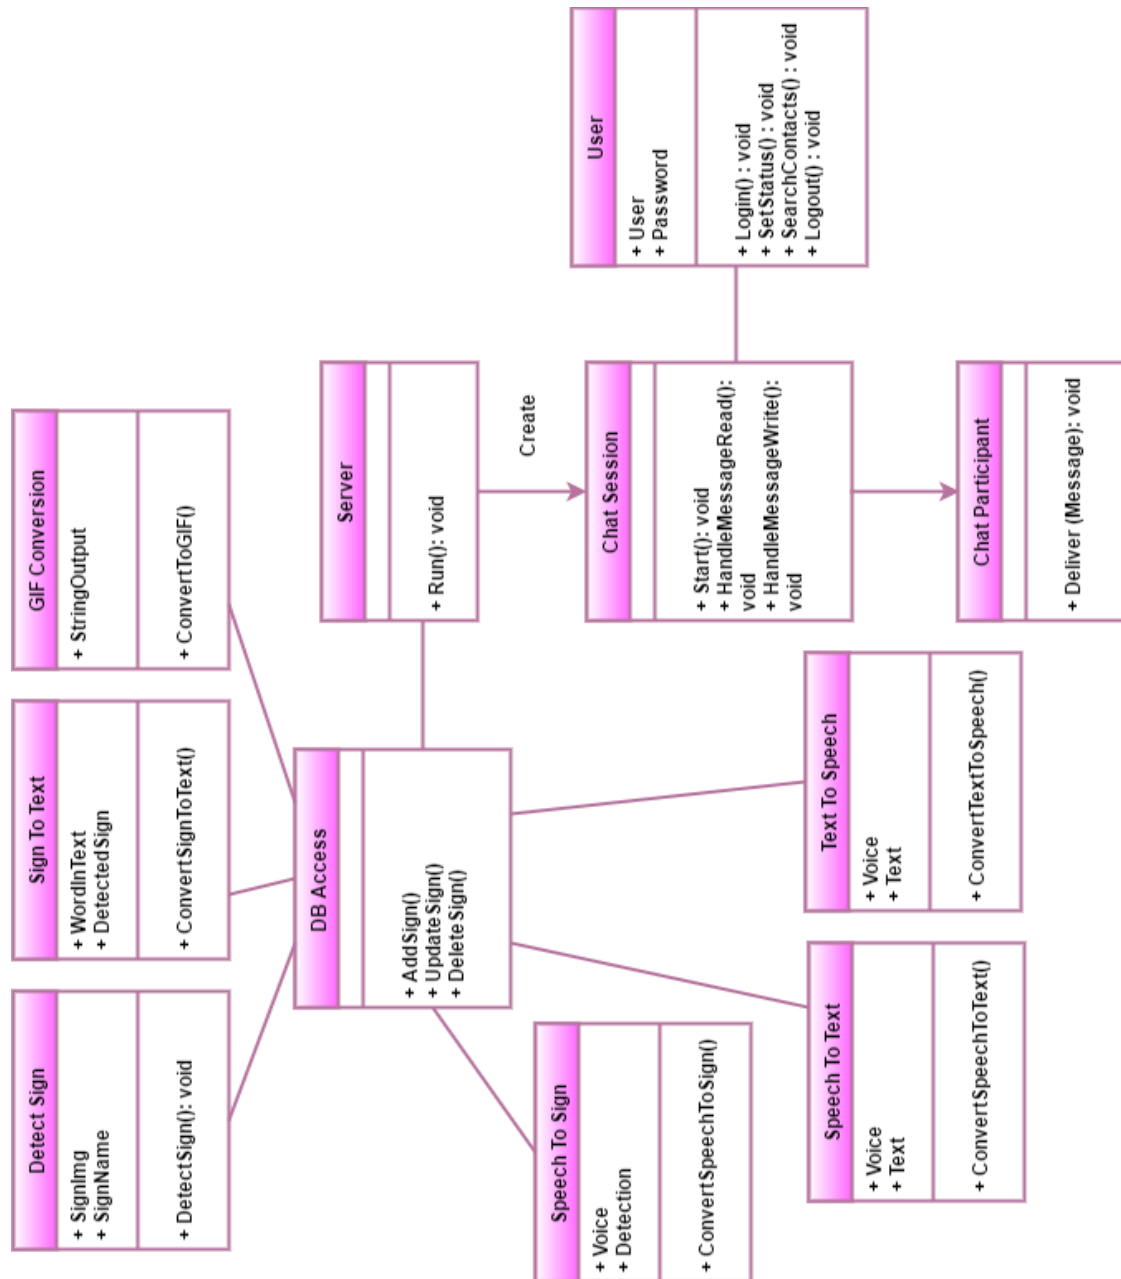 Detect Sign
+ SignImg
+ SignName
+ DetectSign(): void
Sign To Text
+ WordInText
+ DetectedSign
+ ConvertSignToText()
GIF Conversion
+ StringOutput
+ ConvertToGIF()
DB Access
+ AddSign()
+ UpdateSign()
+ DeleteSign()
Server
+ Run(): void
Create
Speech To Sign
+ Voice
+ Detection
+ ConvertSpeechToSign()
Chat Session
+ Start(): void
+ HandleMessageRead():
void
+ HandleMessageWrite():
void
User
+ User
+ Password
+ Login() : void
+ SetStatus() : void
+ SearchContacts() : void
+ Logout() : void
Speech To Text
+ Voice
+ Text
+ ConvertSpeechToText()
Text To Speech
+ Voice
+ Text
+ ConvertTextToSpeech()
Chat Participant
+ Deliver (Message): void